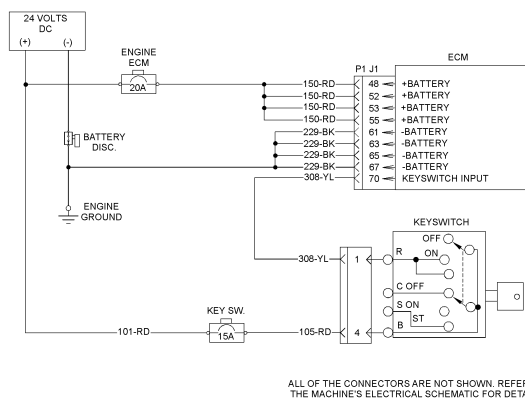 24 VOLTS
DC
(+) (-)
ENGINE
ECM
20A
BATTERY
DISC.
ENGINE
GROUND
ECM
P1 J1
150-RD 48 +BATTERY
150-RD 52 +BATTERY
150-RD 53 +BATTERY
150-RD 55 +BATTERY
229-BK 61 -BATTERY
229-BK 63 -BATTERY
229-BK 65 -BATTERY
229-BK 67 -BATTERY
308-YL 70 KEYSWITCH INPUT
KEYSWITCH
OFF
308-YL 1 R ON
C OFF
S ON
ST
KEY SW.
101-RD 15A 105-RD 4 B
ALL OF THE CONNECTORS ARE NOT SHOWN. REFER
THE MACHINE'S ELECTRICAL SCHEMATIC FOR DETA